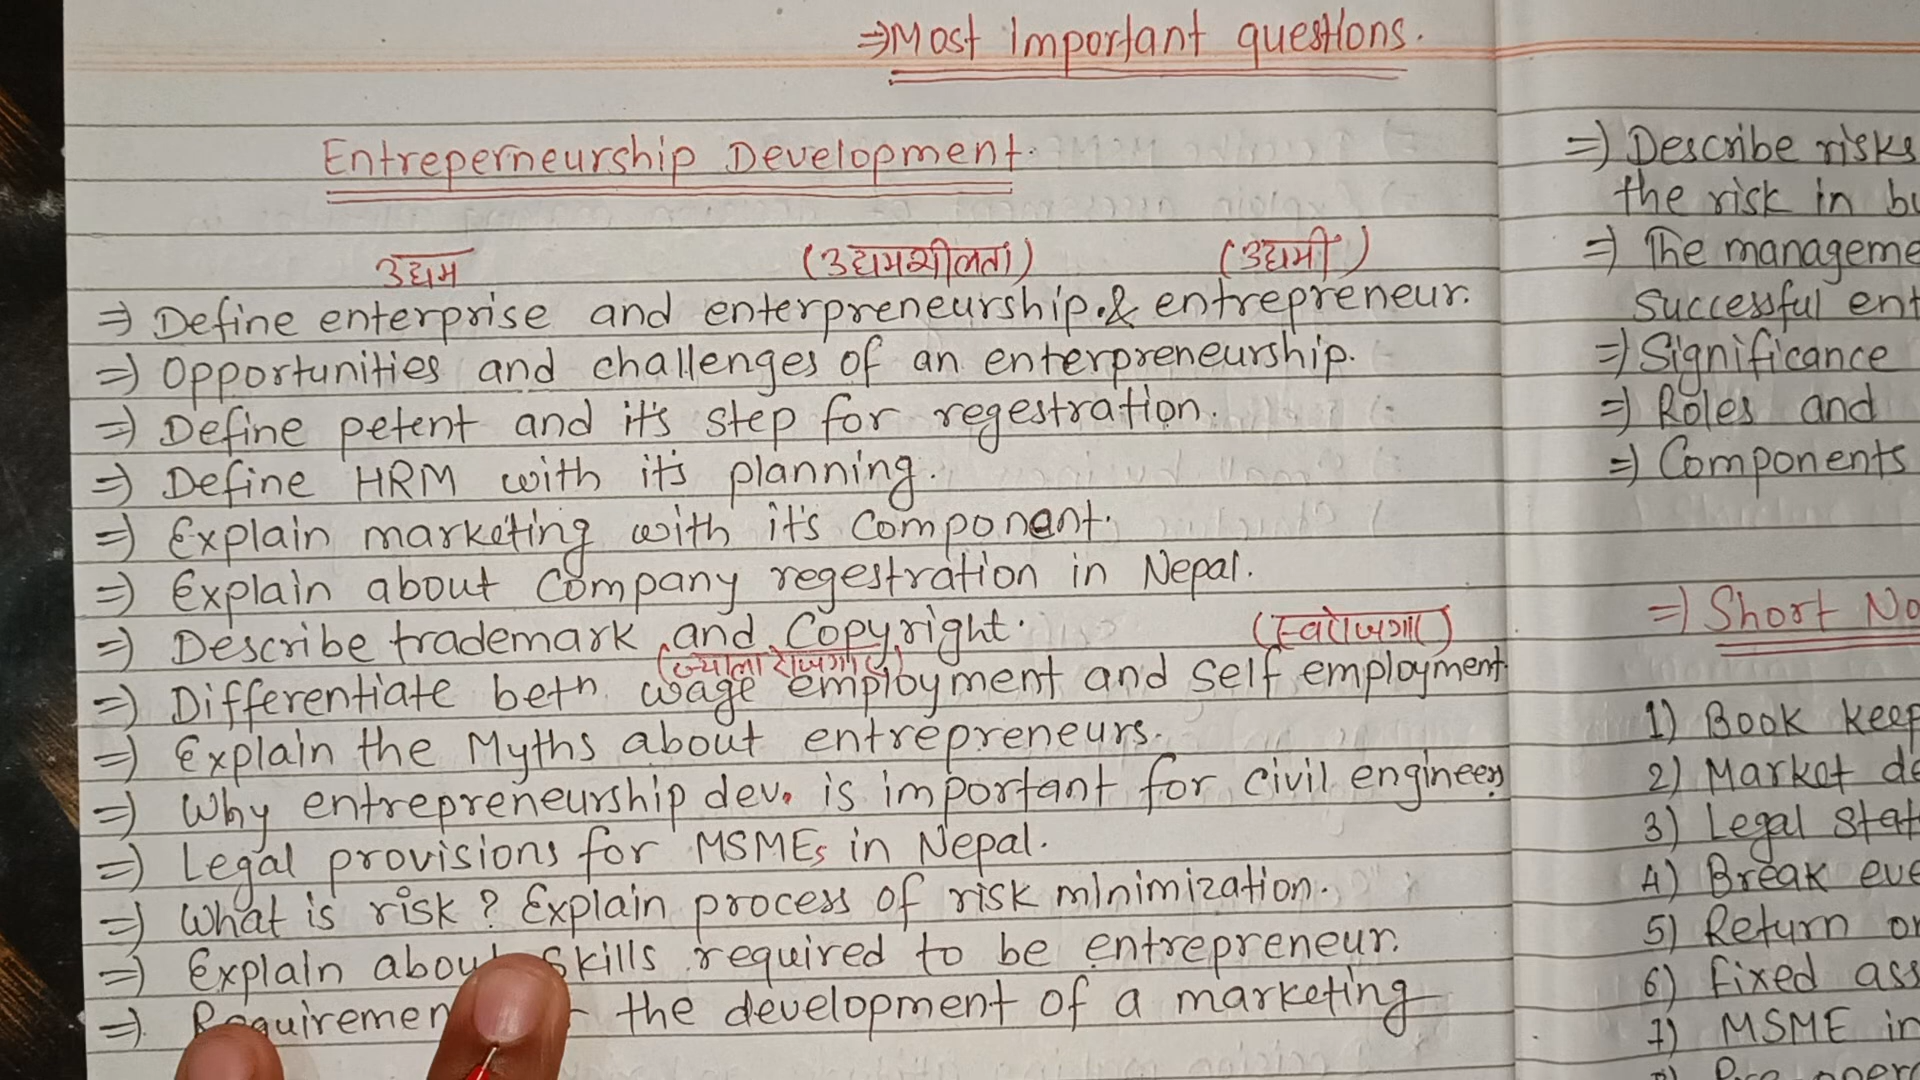 ⇒Most Important questions.
Entreperneurship Development.
उद्यम (उद्यमशीलता) (उद्यमी)
⇒ Define enterprise and enterpreneurship.& entrepreneur.
⇒) Opportunities and challenges of an enterpreneurship.
⇒) Define petent and it's step for regestration.
⇒) Define HRM with it's planning.
⇒) Explain marketing with it's Component.
⇒) Explain about Company regestration in Nepal.
⇒) Describe trademark and Copyright.
(ज्याला रोजगार) (स्वरोजगार)
⇒) Differentiate betn wage employment and self employment
⇒) Explain the Myths about entrepreneurs.
⇒) Why entrepreneurship dev. is important for civil engineers
⇒) Legal provisions for MSMEs in Nepal.
⇒) What is risk? Explain process of risk minimization.
⇒) Explain about skills required to be entrepreneur.
⇒) the development of a marketing
⇒) Describe risks
the risk in
⇒) The
Successful
⇒) Significance
⇒) Roles and
⇒) Components
⇒) Short
1) Book
2) Market
3) Legal
4) Break
5) Return
6) fixed
7) MSME in